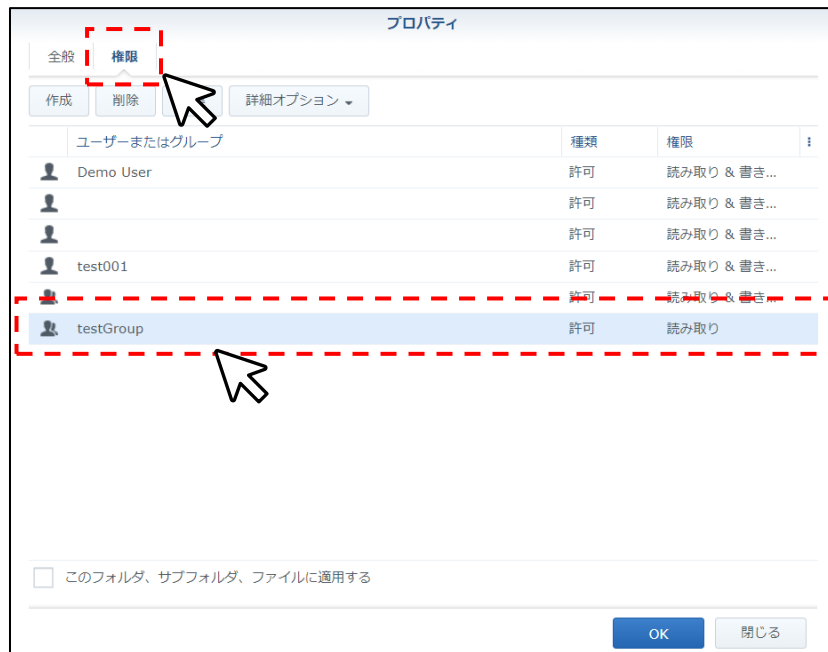 プロパティ
全般 権限
作成 削除 詳細オプション
ユーザーまたはグループ 種類 権限
Demo User 許可 読み取り & 書き...
許可 読み取り & 書き...
許可 読み取り & 書き...
test001 許可 読み取り & 書き...
許可 読み取り & 書き...
testGroup 許可 読み取り
このフォルダ、サブフォルダ、ファイルに適用する
OK 閉じる